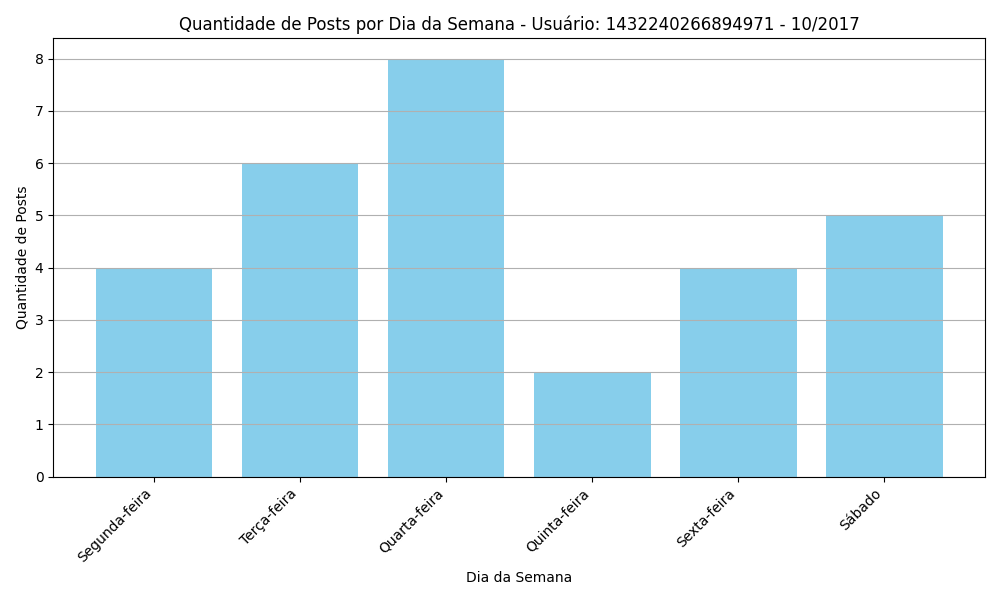 Quantidade de Posts por Dia da Semana - Usuário: 1432240266894971 - 10/2017
Quantidade de Posts
8
7
6
5
4
3
2
1
0
Segunda-feira
Terça-feira
Quarta-feira
Quinta-feira
Sexta-feira
Sábado
Dia da Semana